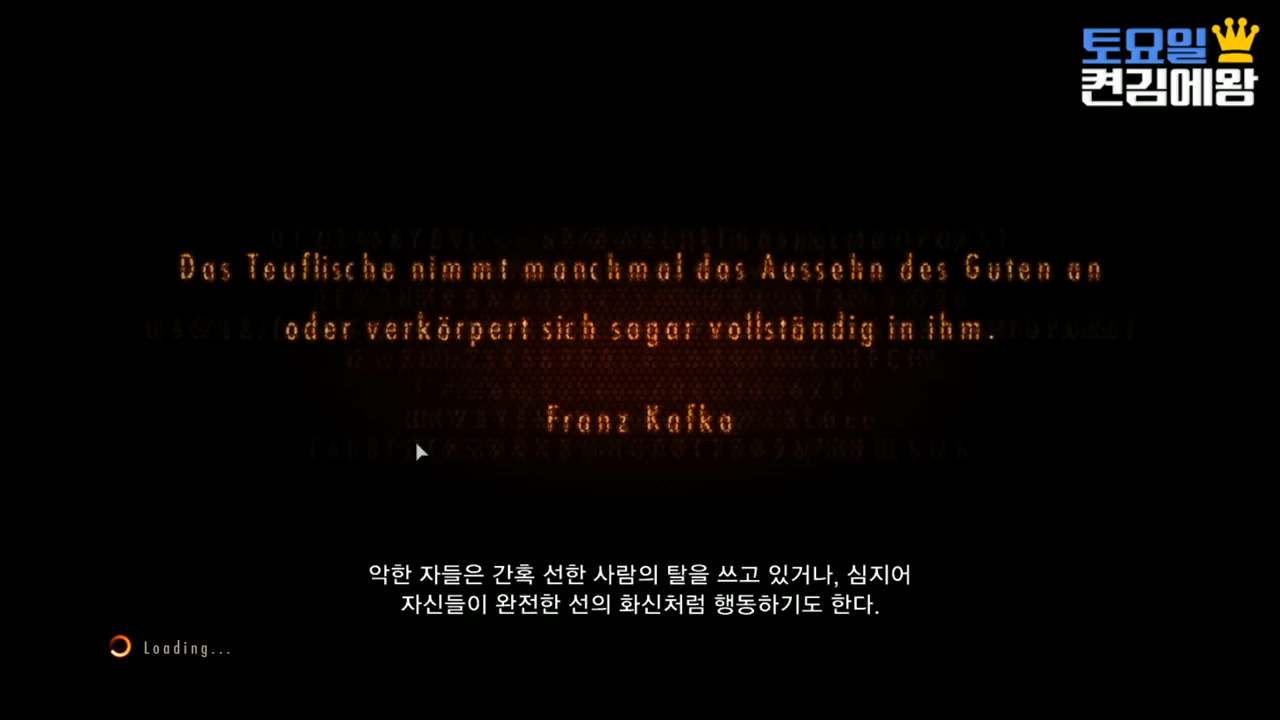 토요일
켠김에왕
Das Teuflische nimmt manchmal das Aussehn des Guten an
oder verkörpert sich sogar vollständig in ihm.
Franz Kafka
악한 자들은 간혹 선한 사람의 탈을 쓰고 있거나, 심지어
자신들이 완전한 선의 화신처럼 행동하기도 한다.
Loading...